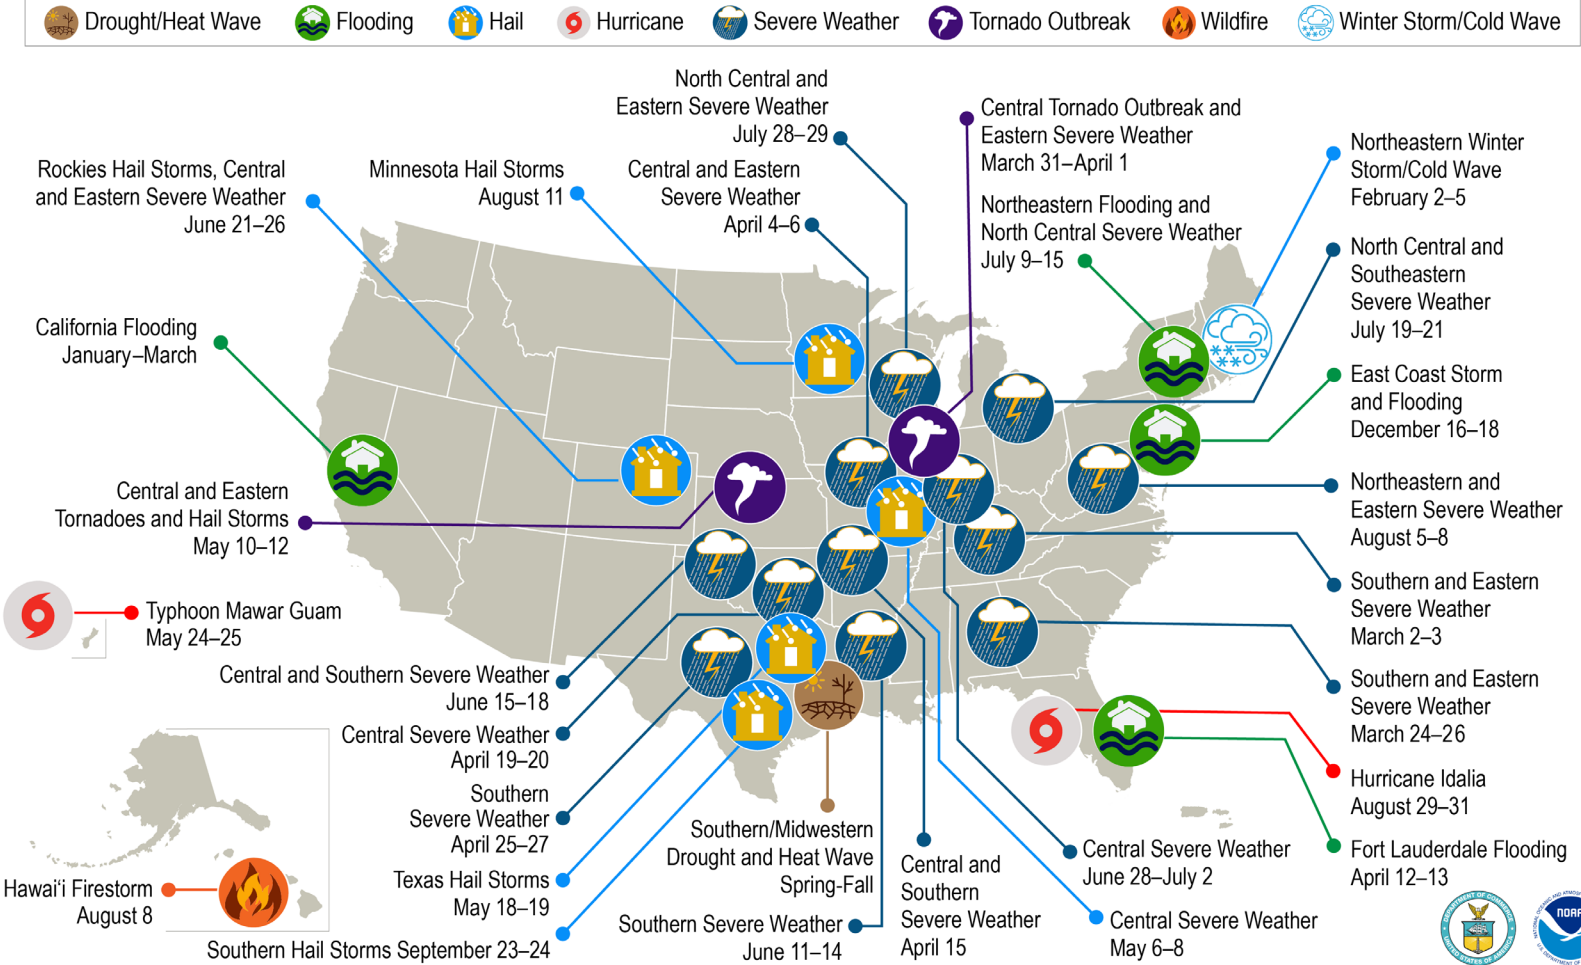 Drought/Heat Wave
Flooding
Hail
Hurricane
Severe Weather
Tornado Outbreak
Wildfire
Winter Storm/Cold Wave
North Central and
Eastern Severe Weather
July 28–29
Central Tornado Outbreak and
Eastern Severe Weather
March 31–April 1
Northeastern Winter
Storm/Cold Wave
February 2–5
Rockies Hail Storms, Central
and Eastern Severe Weather
June 21–26
Minnesota Hail Storms
August 11
Central and Eastern
Severe Weather
April 4–6
Northeastern Flooding and
North Central Severe Weather
July 9–15
North Central and
Southeastern
Severe Weather
July 19–21
California Flooding
January–March
East Coast Storm
and Flooding
December 16–18
Central and Eastern
Tornadoes and Hail Storms
May 10–12
Northeastern and
Eastern Severe Weather
August 5–8
Southern and Eastern
Severe Weather
March 2–3
Typhoon Mawar Guam
May 24–25
Central and Southern Severe Weather
June 15–18
Southern and Eastern
Severe Weather
March 24–26
Central Severe Weather
April 19–20
Hurricane Idalia
August 29–31
Southern
Severe Weather
April 25–27
Southern/Midwestern
Drought and Heat Wave
Spring-Fall
Central and
Southern
Severe Weather
April 15
Central Severe Weather
June 28–July 2
Fort Lauderdale Flooding
April 12–13
Texas Hail Storms
May 18–19
Hawai‘i Firestorm
August 8
Southern Severe Weather
June 11–14
Central Severe Weather
May 6–8
Southern Hail Storms September 23–24
DEPARTMENT OF COMMERCE
UNITED STATES OF AMERICA